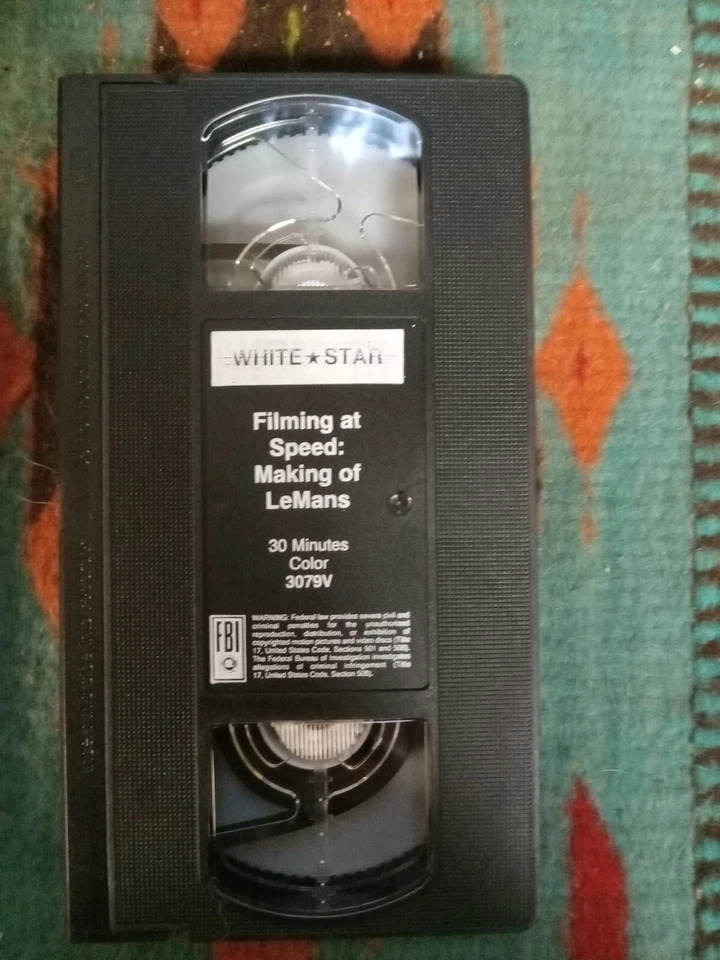 WHITE★STAR
Filming at
Speed:
Making of
LeMans
30 Minutes
Color
3079V
FBI
WARNING: Federal law provides severe civil and
criminal penalties for the unauthorized
reproduction, distribution, or exhibition of
copyrighted motion pictures and video discs (Title
17, United States Code, Sections 501 and 506).
The Federal Bureau of Investigation investigates
allegations of criminal infringement (Title
17, United States Code, Section 506).